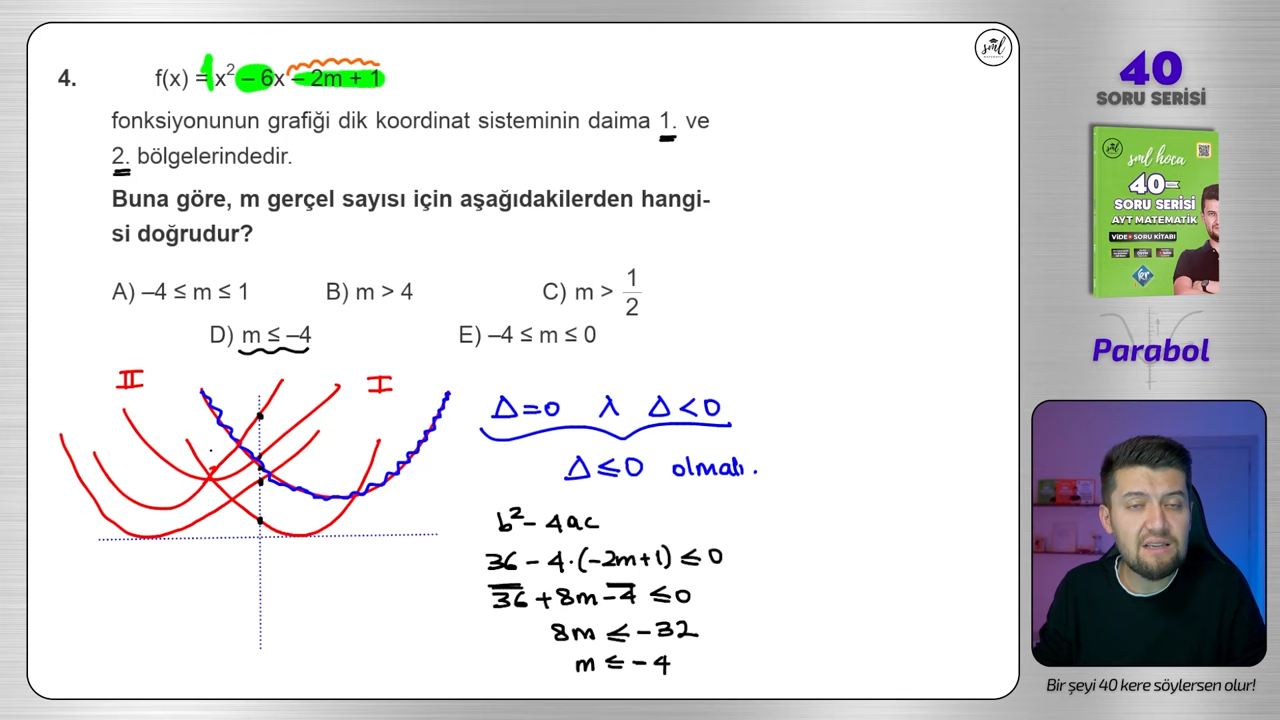 4. f(x) = 1x² – 6x – 2m + 1
fonksiyonunun grafiği dik koordinat sisteminin daima 1. ve
2. bölgelerindedir.
Buna göre, m gerçel sayısı için aşağıdakilerden hangi-
si doğrudur?
A) –4 ≤ m ≤ 1 B) m > 4 C) m > 1/2
D) m ≤ –4 E) –4 ≤ m ≤ 0
II I
Δ=0 λ Δ<0
Δ≤0 olmalı.
b²- 4ac
36 - 4·(-2m+1) ≤ 0
36 +8m-4 ≤0
8m ≤ -32
m ≤ -4
sml
40
SORU SERİSİ
sml hoca
40
SORU SERİSİ
AYT MATEMATİK
VİDEO SORU KİTABI
Parabol
Bir şeyi 40 kere söylersen olur!